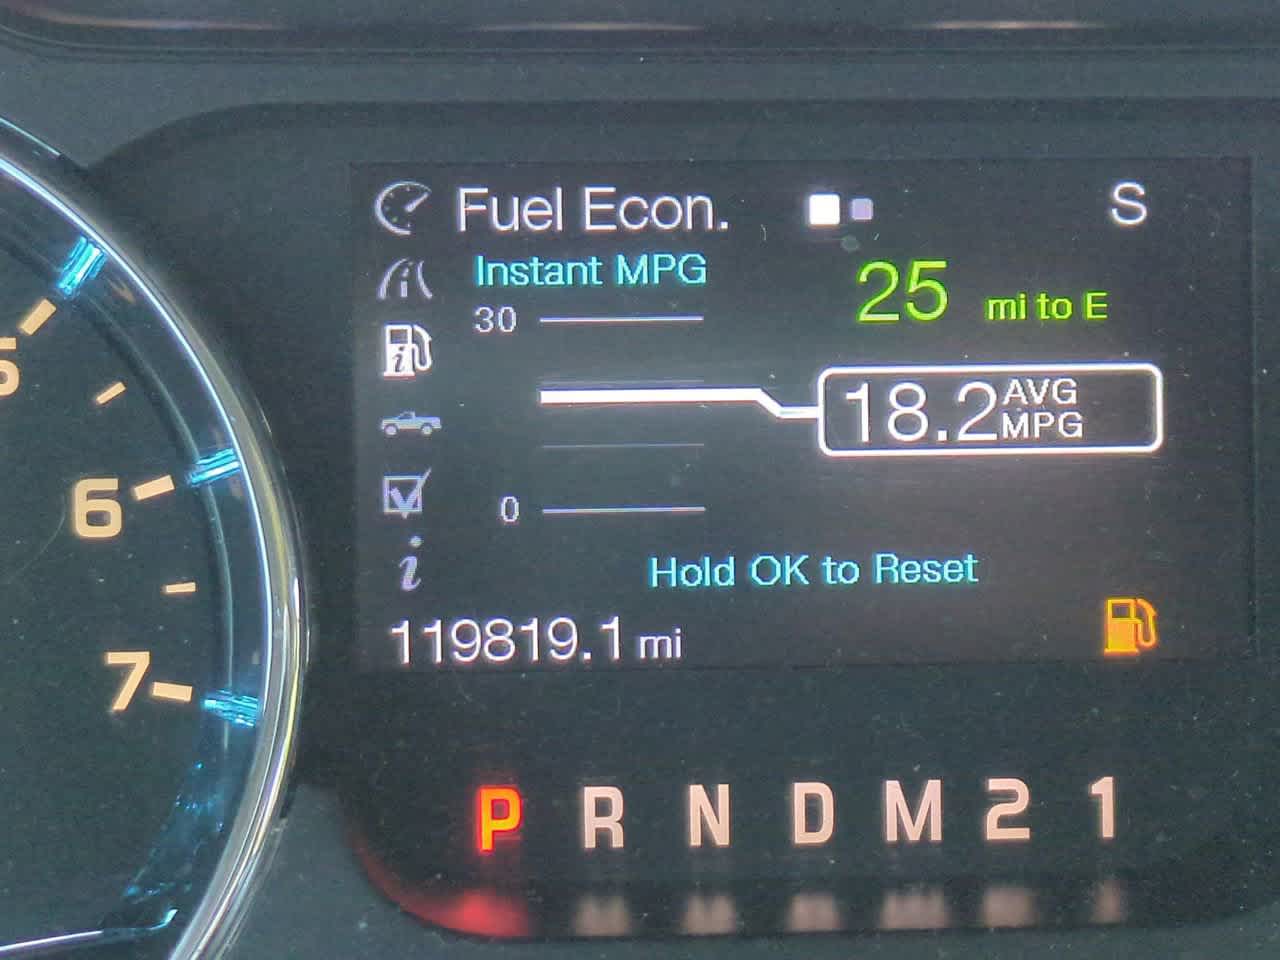 Fuel Econ. S
Instant MPG
25 mi to E
30
18.2 AVG MPG
0
Hold OK to Reset
119819.1 mi
6
7
P R N D M 2 1